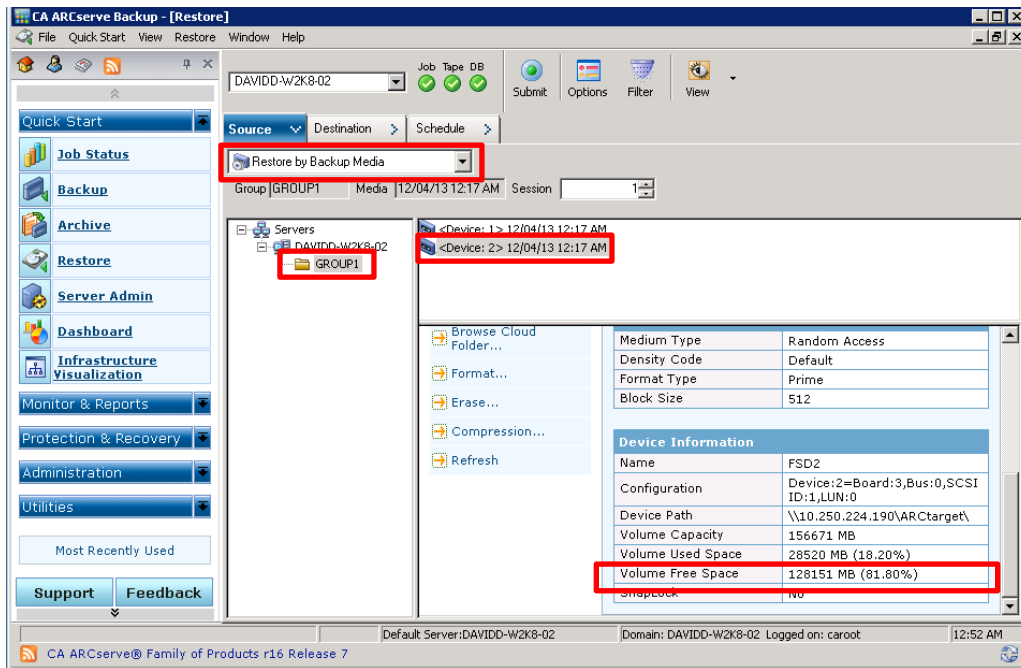 CA ARCserve Backup - [Restore]
File Quick Start View Restore Window Help
DAVIDD-W2K8-02
Job Tape DB
Submit Options Filter View
Quick Start
Job Status
Backup
Archive
Restore
Server Admin
Dashboard
Infrastructure
Visualization
Monitor & Reports
Protection & Recovery
Administration
Utilities
Most Recently Used
Support Feedback
Source Destination Schedule
Restore by Backup Media
Group GROUP1 Media 12/04/13 12:17 AM Session 1
Servers
DAVIDD-W2K8-02
GROUP1
<Device: 1> 12/04/13 12:17 AM
<Device: 2> 12/04/13 12:17 AM
Browse Cloud
Folder...
Format...
Erase...
Compression...
Refresh
Medium Type Random Access
Density Code Default
Format Type Prime
Block Size 512
Device Information
Name FSD2
Configuration Device:2=Board:3,Bus:0,SCSI
ID:1,LUN:0
Device Path \\10.250.224.190\ARCtarget\
Volume Capacity 156671 MB
Volume Used Space 28520 MB (18.20%)
Volume Free Space 128151 MB (81.80%)
SnapLock No
Default Server:DAVIDD-W2K8-02 Domain: DAVIDD-W2K8-02 Logged on: caroot 12:52 AM
CA ARCserve® Family of Products r16 Release 7